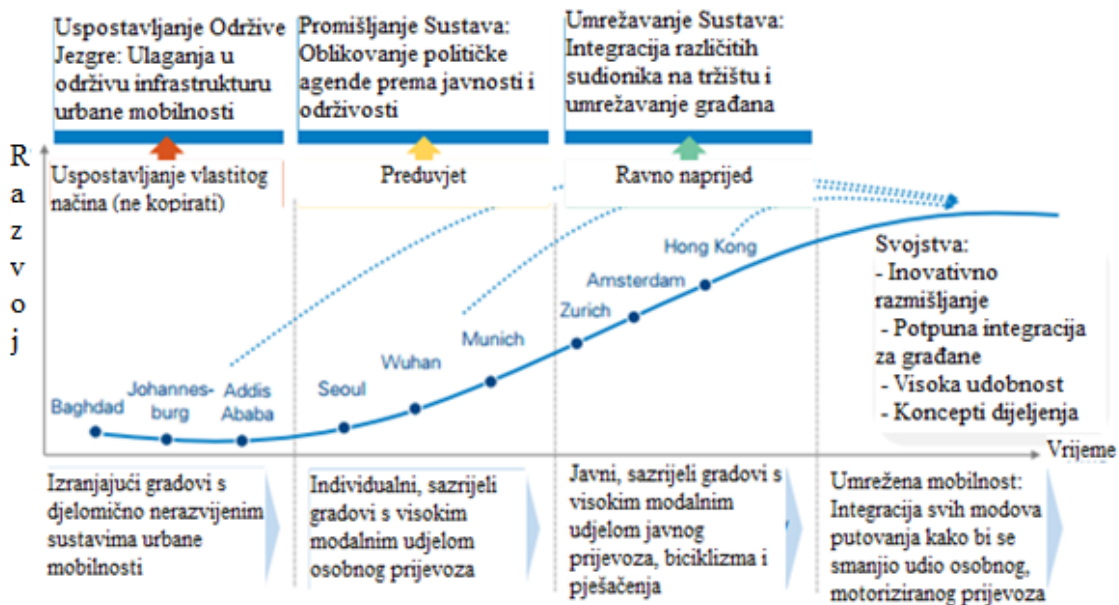 Uspostavljanje Održive
Jezgre: Ulaganja u
održivu infrastrukturu
urbane mobilnosti
Promišljanje Sustava:
Oblikovanje političke
agende prema javnosti i
održivosti
Umrežavanje Sustava:
Integracija različitih
sudionika na tržištu i
umrežavanje građana
Uspostavljanje vlastitog
načina (ne kopirati)
Preduvjet
Ravno naprijed
Razvoj
Baghdad
Johannes-
burg
Addis
Ababa
Seoul
Wuhan
Munich
Zurich
Amsterdam
Hong Kong
Svojstva:
- Inovativno
razmišljanje
- Potpuna integracija
za građane
- Visoka udobnost
- Koncepti dijeljenja
Vrijeme
Izranjajući gradovi s
djelomično nerazvijenim
sustavima urbane
mobilnosti
Individualni, sazrijeli
gradovi s visokim
modalnim udjelom
osobnog prijevoza
Javni, sazrijeli gradovi s
visokim modalnim
udjelom javnog
prijevoza, biciklizma i
pješačenja
Umrežena mobilnost:
Integracija svih modova
putovanja kako bi se
smanjio udio osobnog,
motoriziranog prijevoza